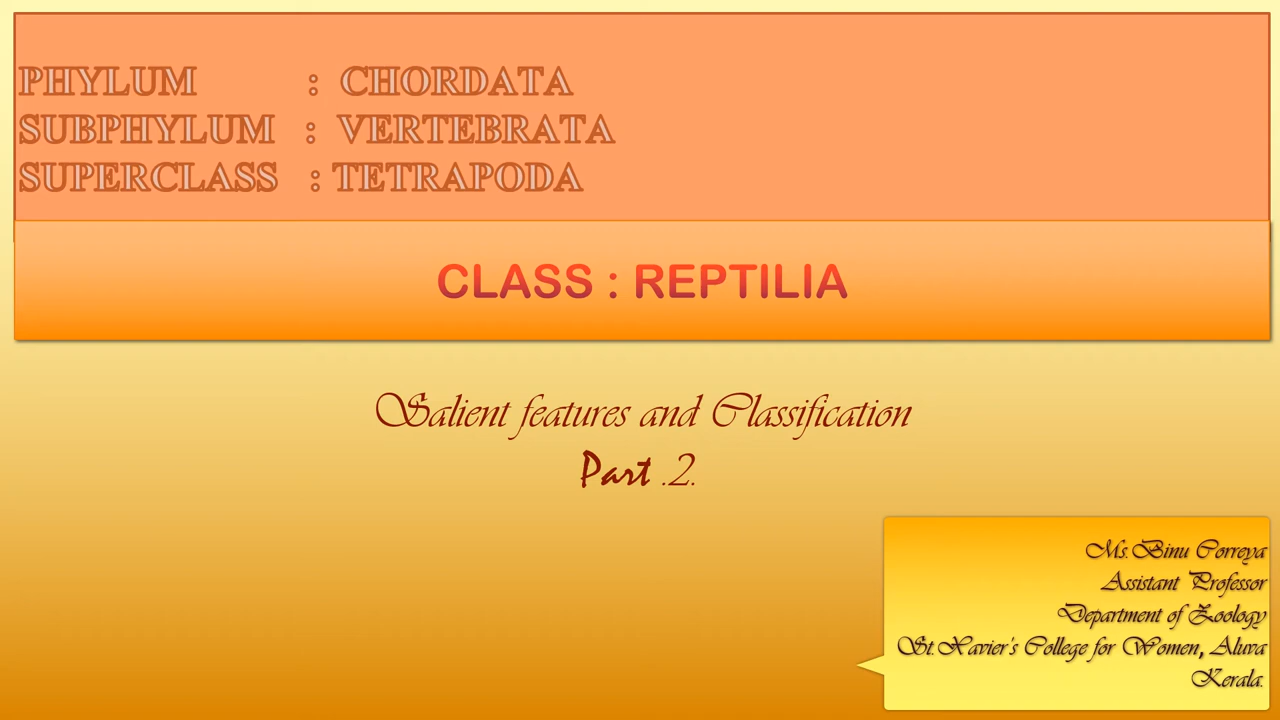 PHYLUM : CHORDATA
SUBPHYLUM : VERTEBRATA
SUPERCLASS : TETRAPODA
CLASS : REPTILIA
Salient features and Classification
Part .2.
Ms.Binu Correya
Assistant Professor
Department of Zoology
St.Xavier's College for Women, Aluva
Kerala.